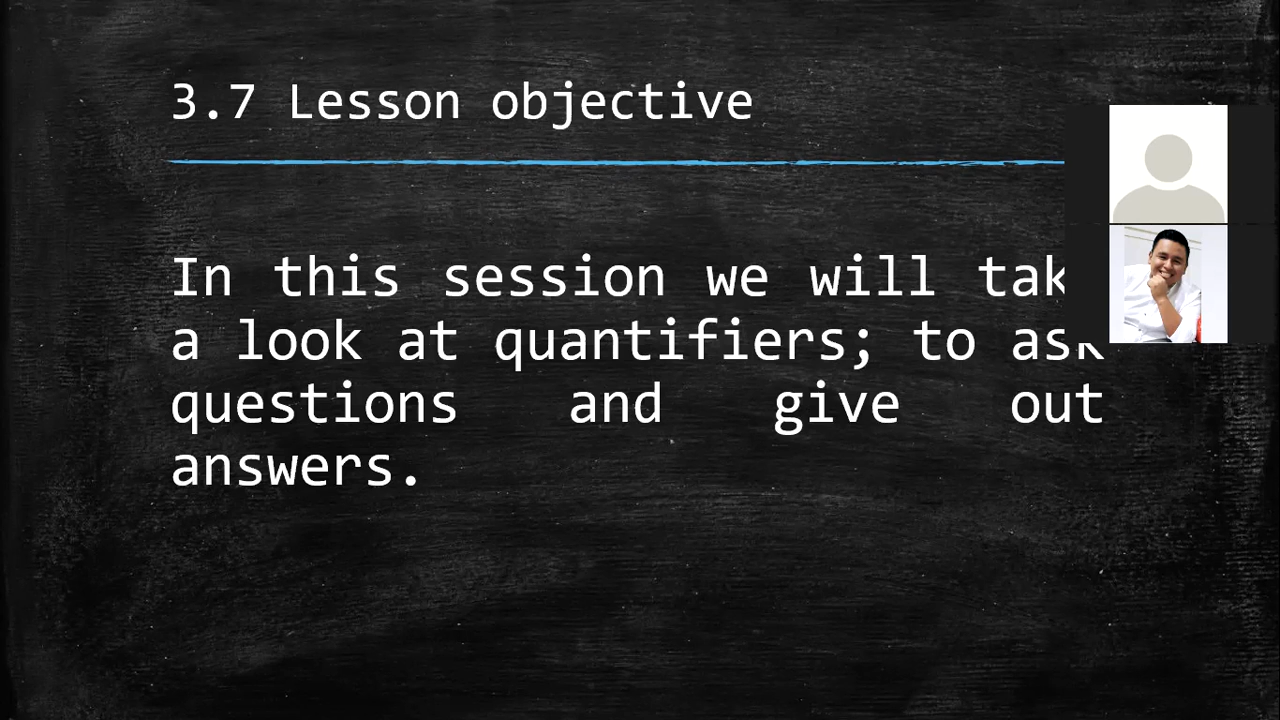 3.7 Lesson objective
In this session we will tak
a look at quantifiers; to ask
questions and give out
answers.